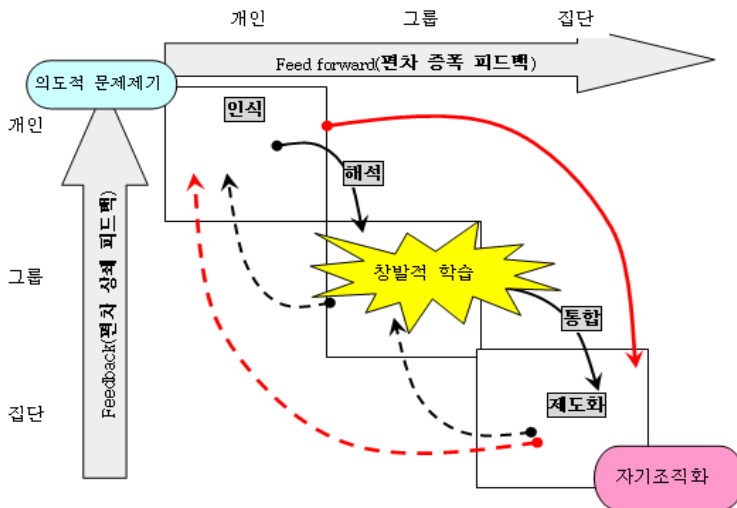 개인
그룹
집단
Feed forward(편차 증폭 피드백)
의도적 문제제기
인식
개인
해석
Feedback(편차 상쇄 피드백)
창발적 학습
그룹
통합
제도화
집단
자기조직화